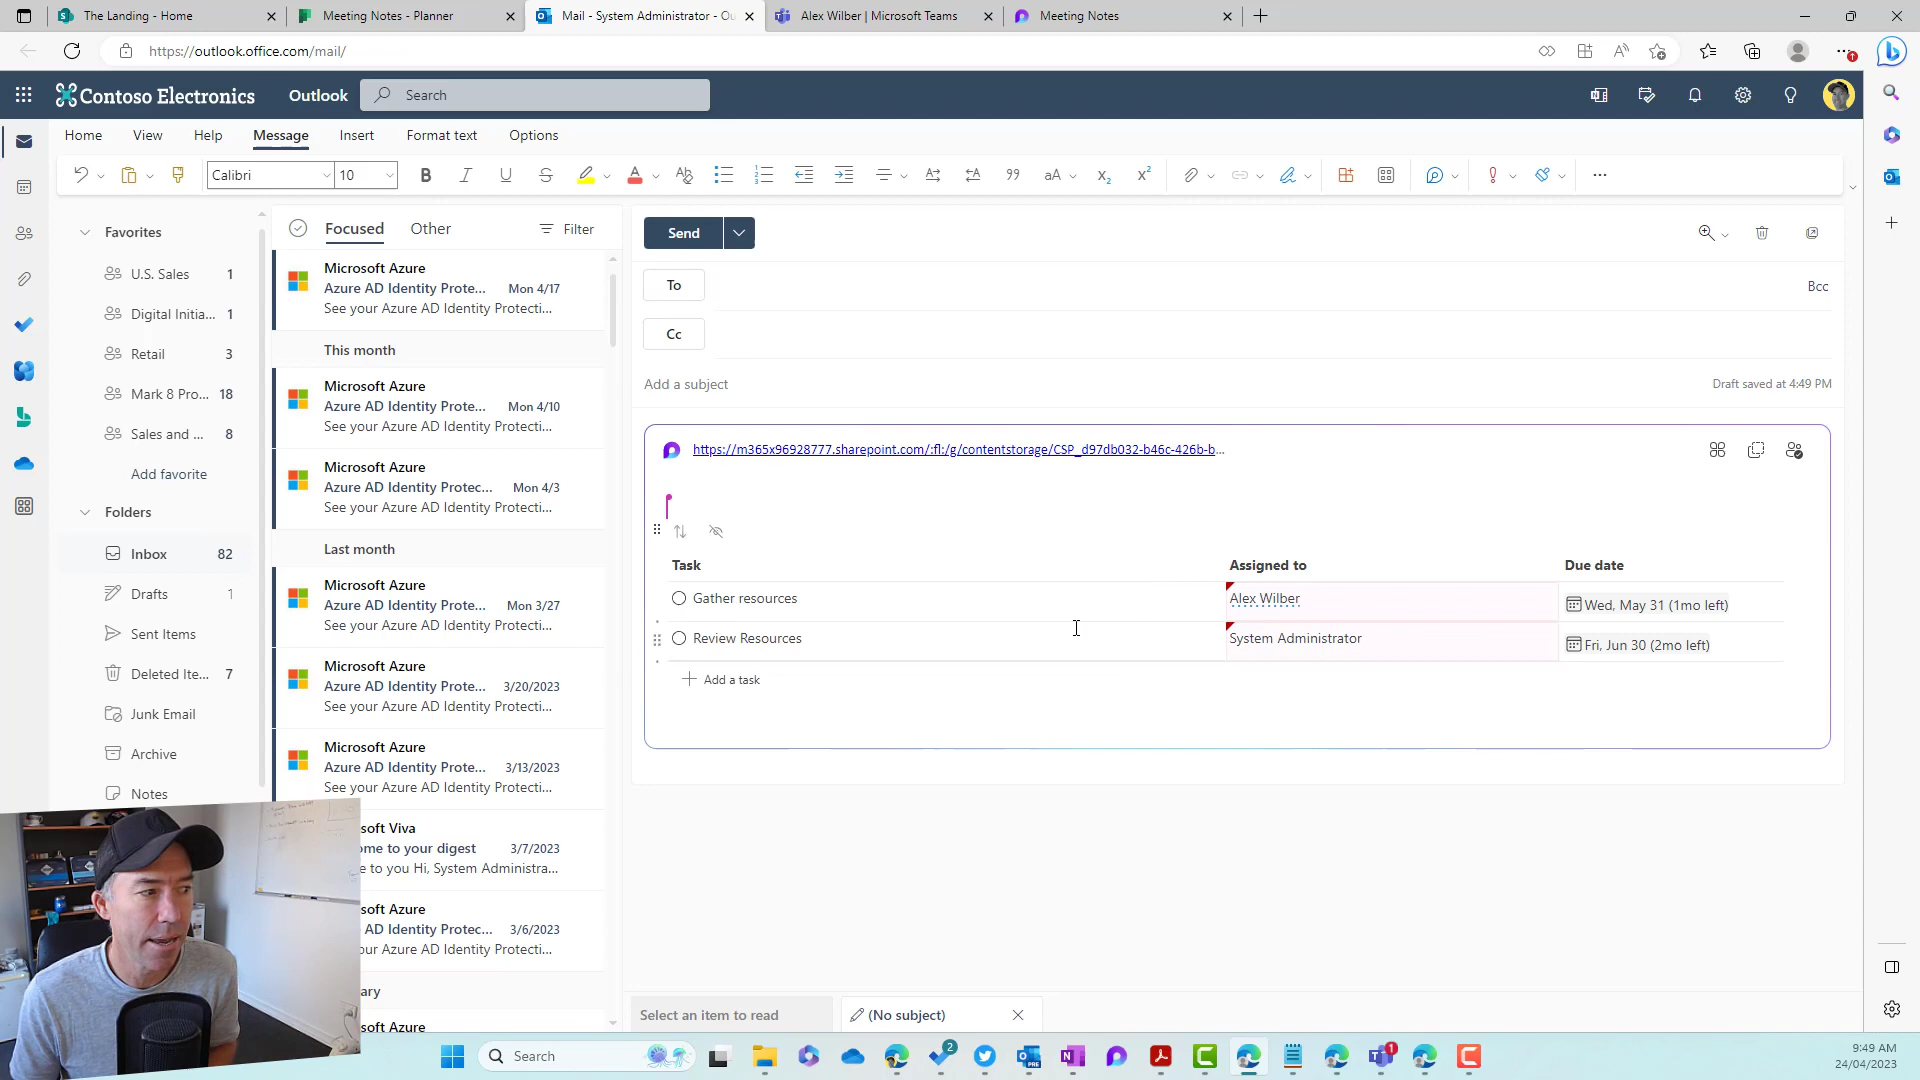 The Landing - Home
Meeting Notes - Planner
Mail - System Administrator - Ou
Alex Wilber | Microsoft Teams
Meeting Notes
https://outlook.office.com/mail/
Contoso Electronics
Outlook
Search
Home
View
Help
Message
Insert
Format text
Options
Calibri
10
Favorites
U.S. Sales 1
Digital Initia... 1
Retail 3
Mark 8 Pro... 18
Sales and ... 8
Add favorite
Folders
Inbox 82
Drafts 1
Sent Items
Deleted Ite... 7
Junk Email
Archive
Notes
Focused
Other
Filter
Microsoft Azure
Azure AD Identity Prote... Mon 4/17
See your Azure AD Identity Protecti...
This month
Microsoft Azure
Azure AD Identity Prote... Mon 4/10
See your Azure AD Identity Protecti...
Microsoft Azure
Azure AD Identity Protec... Mon 4/3
See your Azure AD Identity Protecti...
Last month
Microsoft Azure
Azure AD Identity Prote... Mon 3/27
See your Azure AD Identity Protecti...
Microsoft Azure
Azure AD Identity Prote... 3/20/2023
See your Azure AD Identity Protecti...
Microsoft Azure
Azure AD Identity Prote... 3/13/2023
See your Azure AD Identity Protecti...
soft Viva
ome to your digest 3/7/2023
e to you Hi, System Administra...
soft Azure
AD Identity Protec... 3/6/2023
ur Azure AD Identity Protecti...
ary
soft Azure
Send
To
Bcc
Cc
Add a subject
Draft saved at 4:49 PM
https://m365x96928777.sharepoint.com/:fl:/g/contentstorage/CSP_d97db032-b46c-426b-b...
Task Assigned to Due date
Gather resources Alex Wilber Wed, May 31 (1mo left)
Review Resources System Administrator Fri, Jun 30 (2mo left)
Add a task
Select an item to read
(No subject)
Search
2
1
9:49 AM
24/04/2023